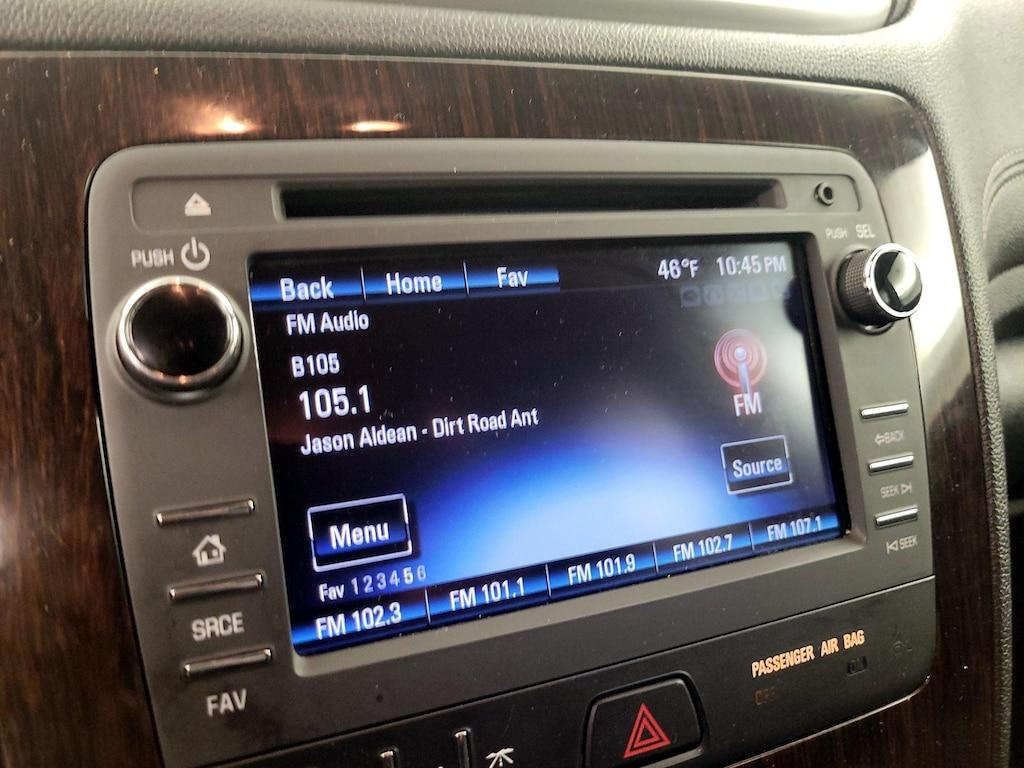 PUSH
PUSH SEL
Back Home Fav 46°F 10:45 PM
FM Audio
B105
105.1
FM
Jason Aldean - Dirt Road Ant
Source
Menu
Fav 1 2 3 4 5 6
FM 102.3 FM 101.1 FM 101.9 FM 102.7 FM 107.1
BACK
SEEK
SEEK
SRCE
FAV
PASSENGER AIR BAG
OFF ON